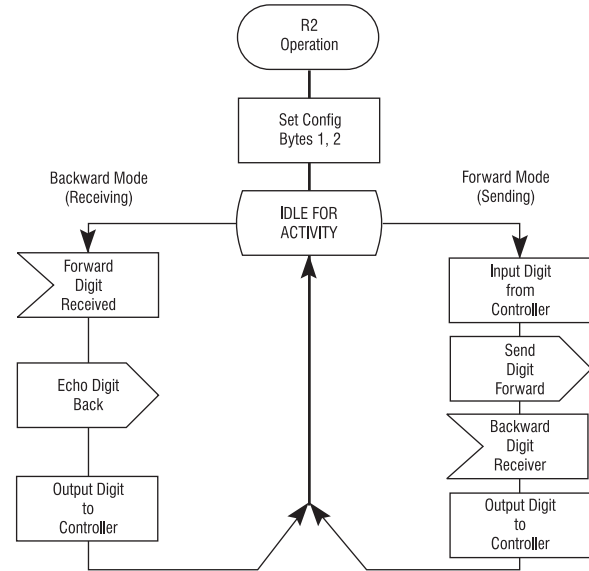 R2
Operation
Set Config
Bytes 1, 2
Backward Mode
(Receiving)
Forward Mode
(Sending)
IDLE FOR
ACTIVITY
Forward
Digit
Received
Echo Digit
Back
Output Digit
to
Controller
Input Digit
from
Controller
Send
Digit
Forward
Backward
Digit
Receiver
Output Digit
to
Controller